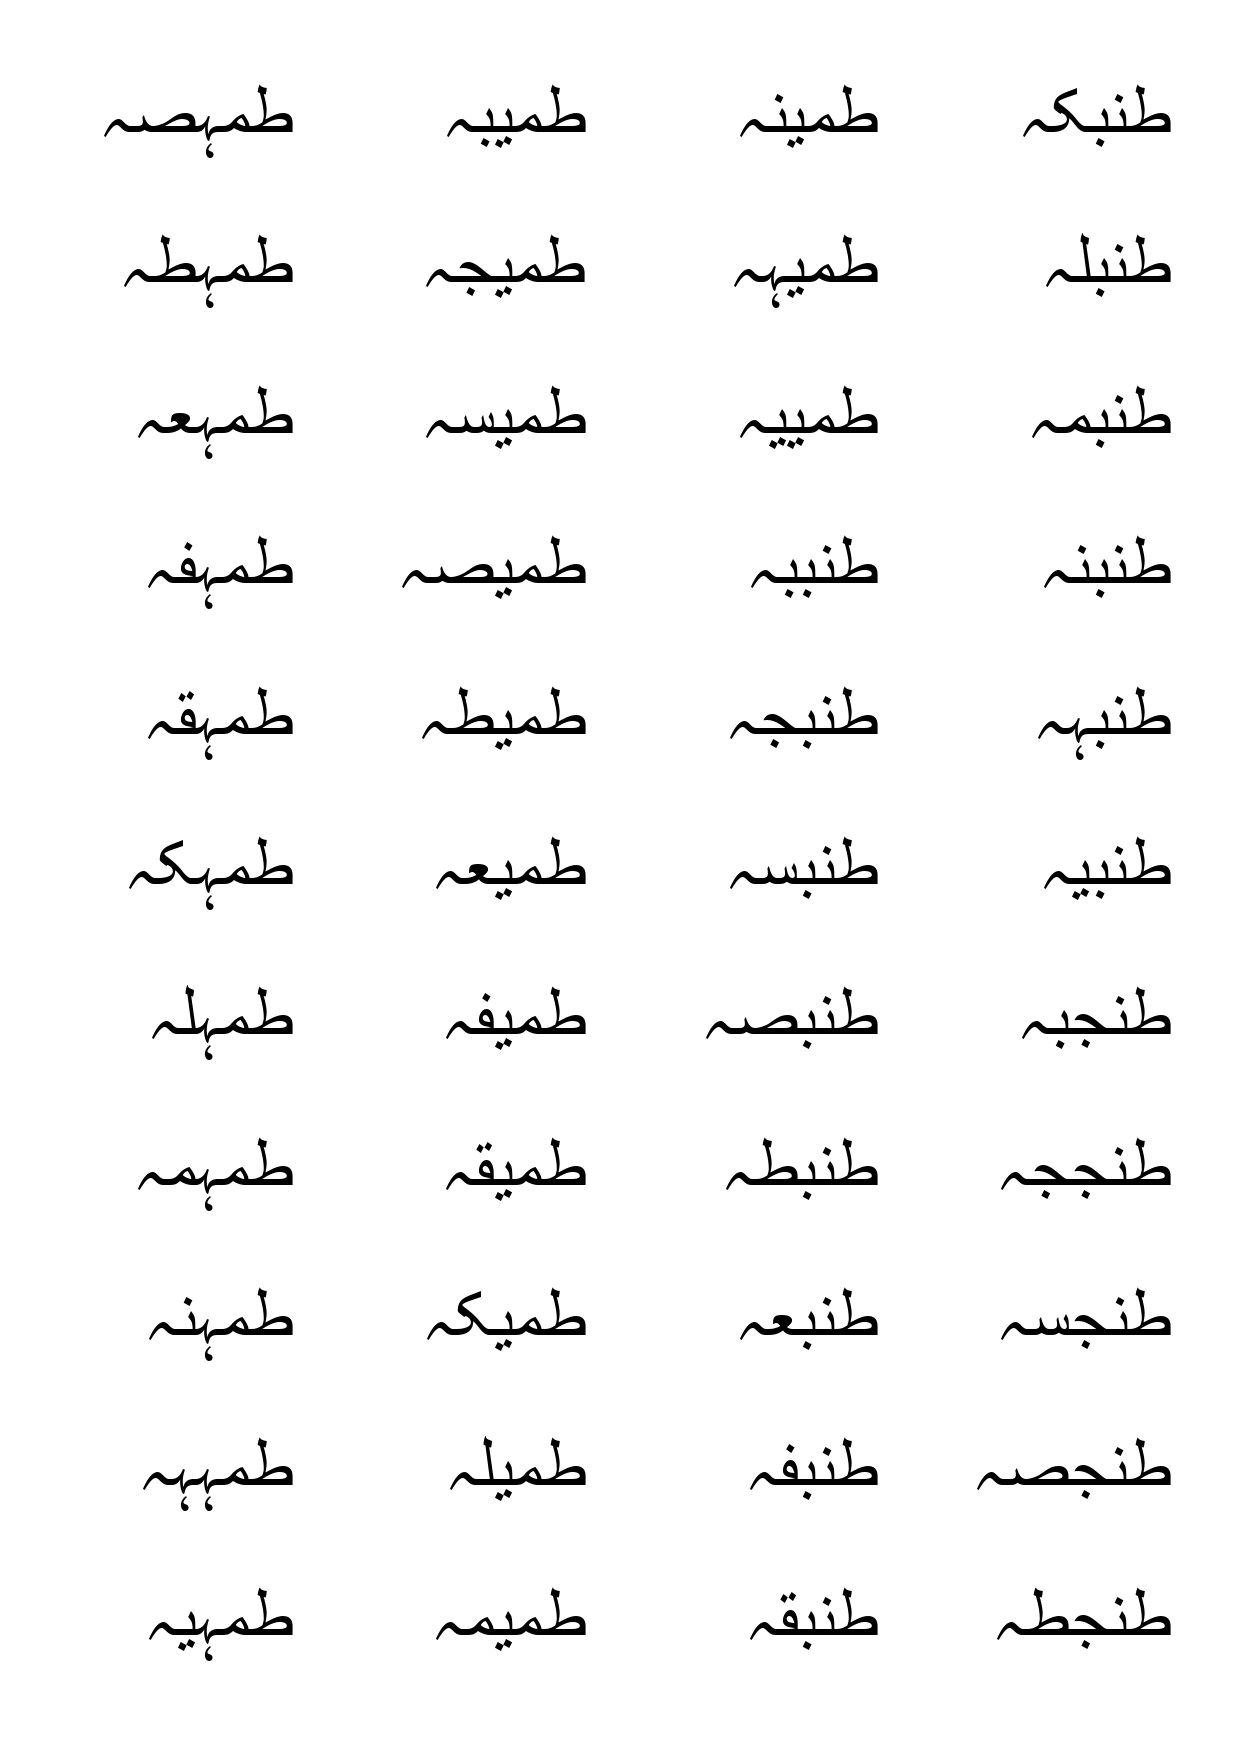 طنبکہ طمینہ طمیبہ طمہصہ
طنبلہ طمیہہ طمیجہ طمہطہ
طنبمہ طمییہ طمیسہ طمہعہ
طنبنہ طنببہ طمیصہ طمہفہ
طنبہہ طنبجہ طمیطہ طمہقہ
طنبیہ طنبسہ طمیعہ طمہکہ
طنجبہ طنبصہ طمیفہ طمہلہ
طنججہ طنبطہ طمیقہ طمہمہ
طنجسہ طنبعہ طمیکہ طمہنہ
طنجصہ طنبفہ طمیلہ طمہہہ
طنجطہ طنبقہ طمیمہ طمہیہ